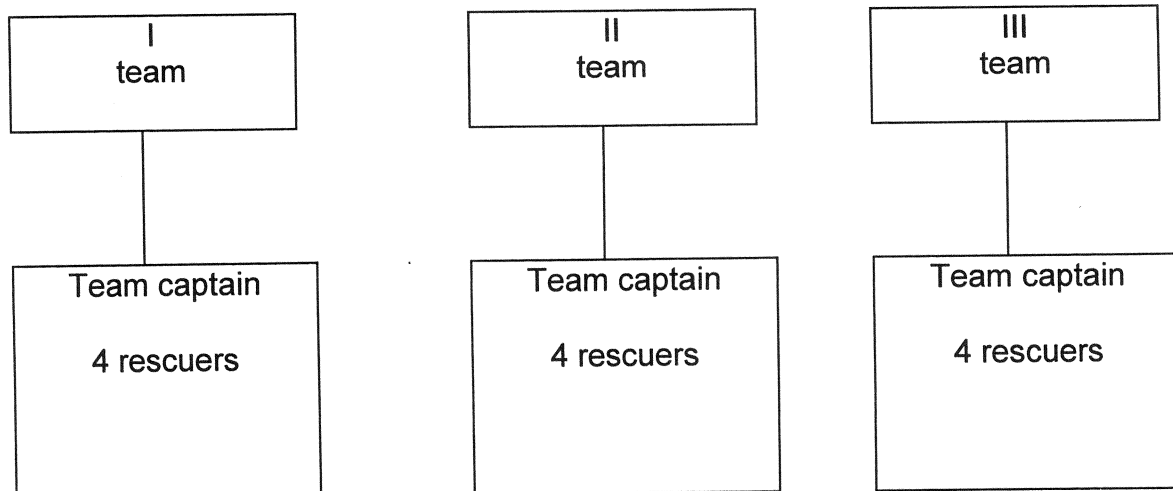 I
team
II
team
III
team
Team captain
4 rescuers
Team captain
4 rescuers
Team captain
4 rescuers